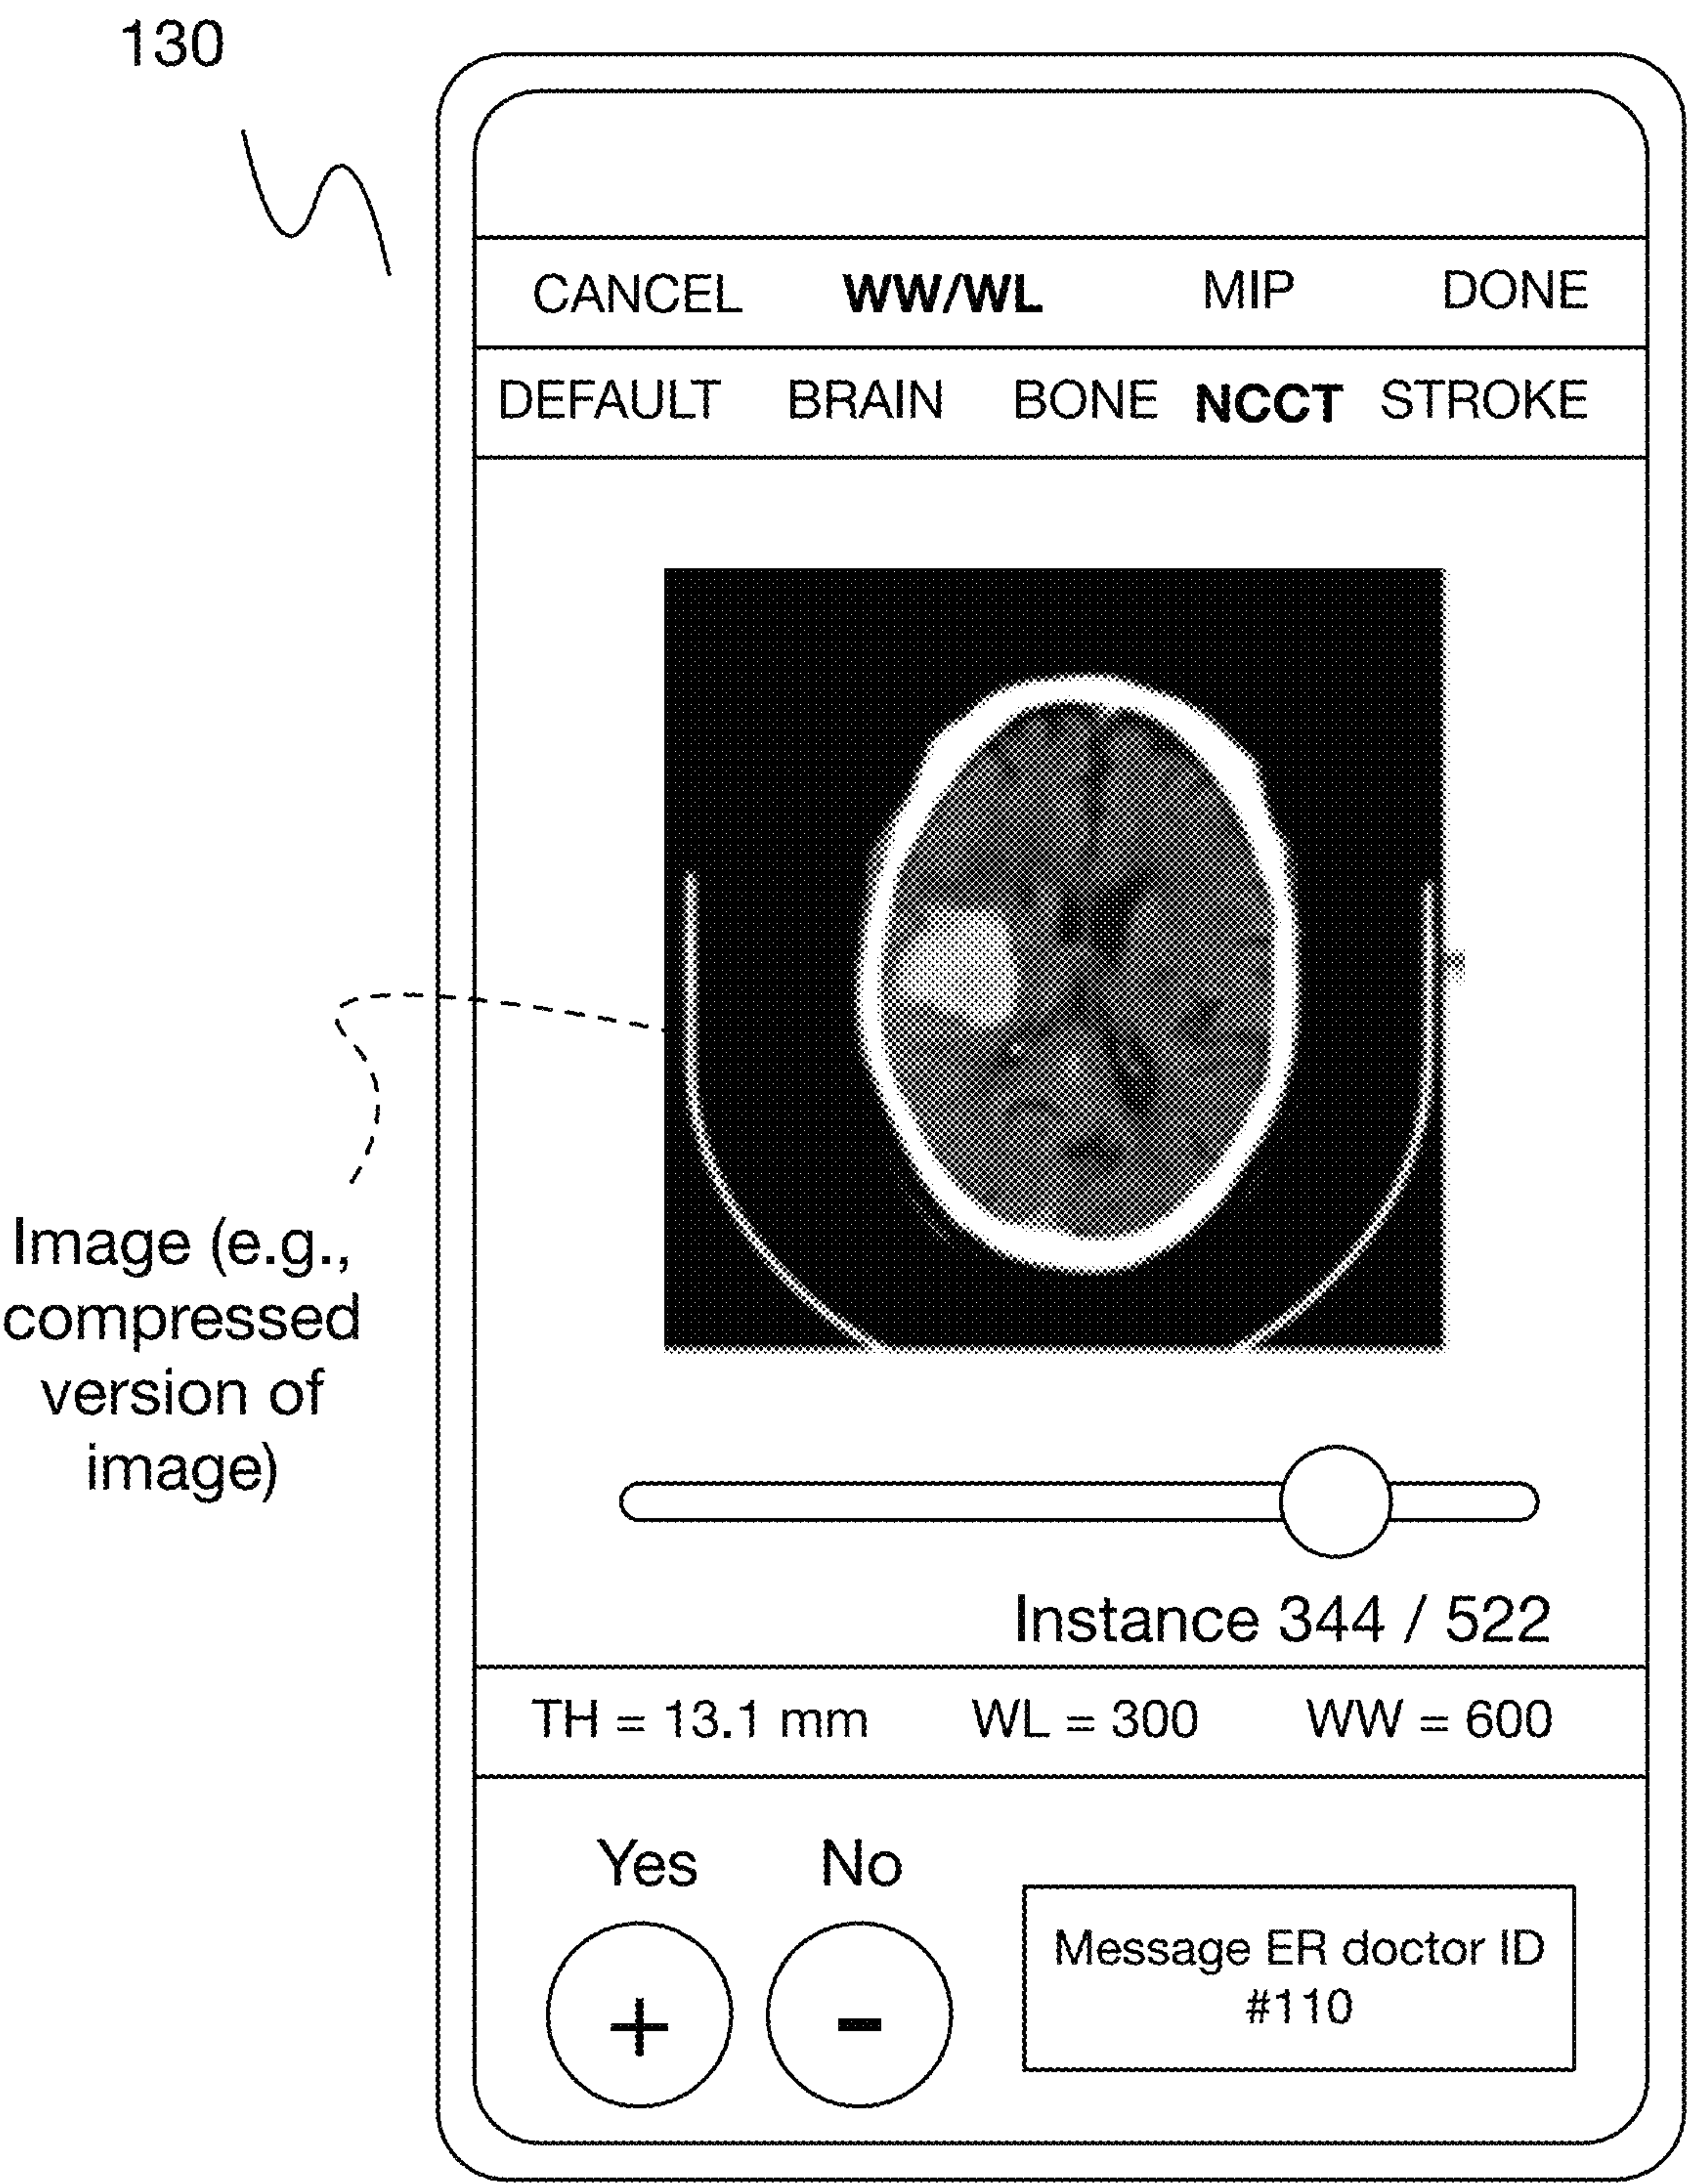 130
CANCEL WW/WL MIP DONE
DEFAULT BRAIN BONE NCCT STROKE
Image (e.g.,
compressed
version of
image)
Instance 344 / 522
TH = 13.1 mm WL = 300 WW = 600
Yes No
+ -
Message ER doctor ID
#110